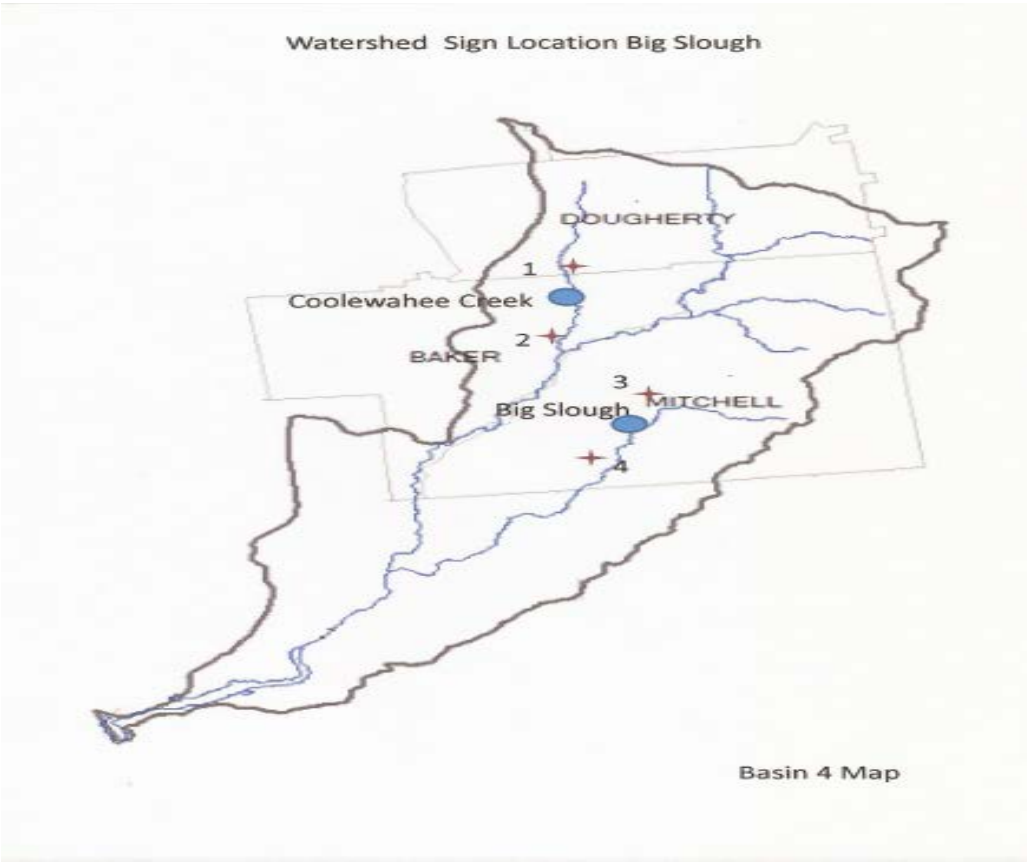 Watershed Sign Location Big Slough
DOUGHERTY
1
Coolewahee Creek
2
BAKER
3
MITCHELL
Big Slough
4
Basin 4 Map